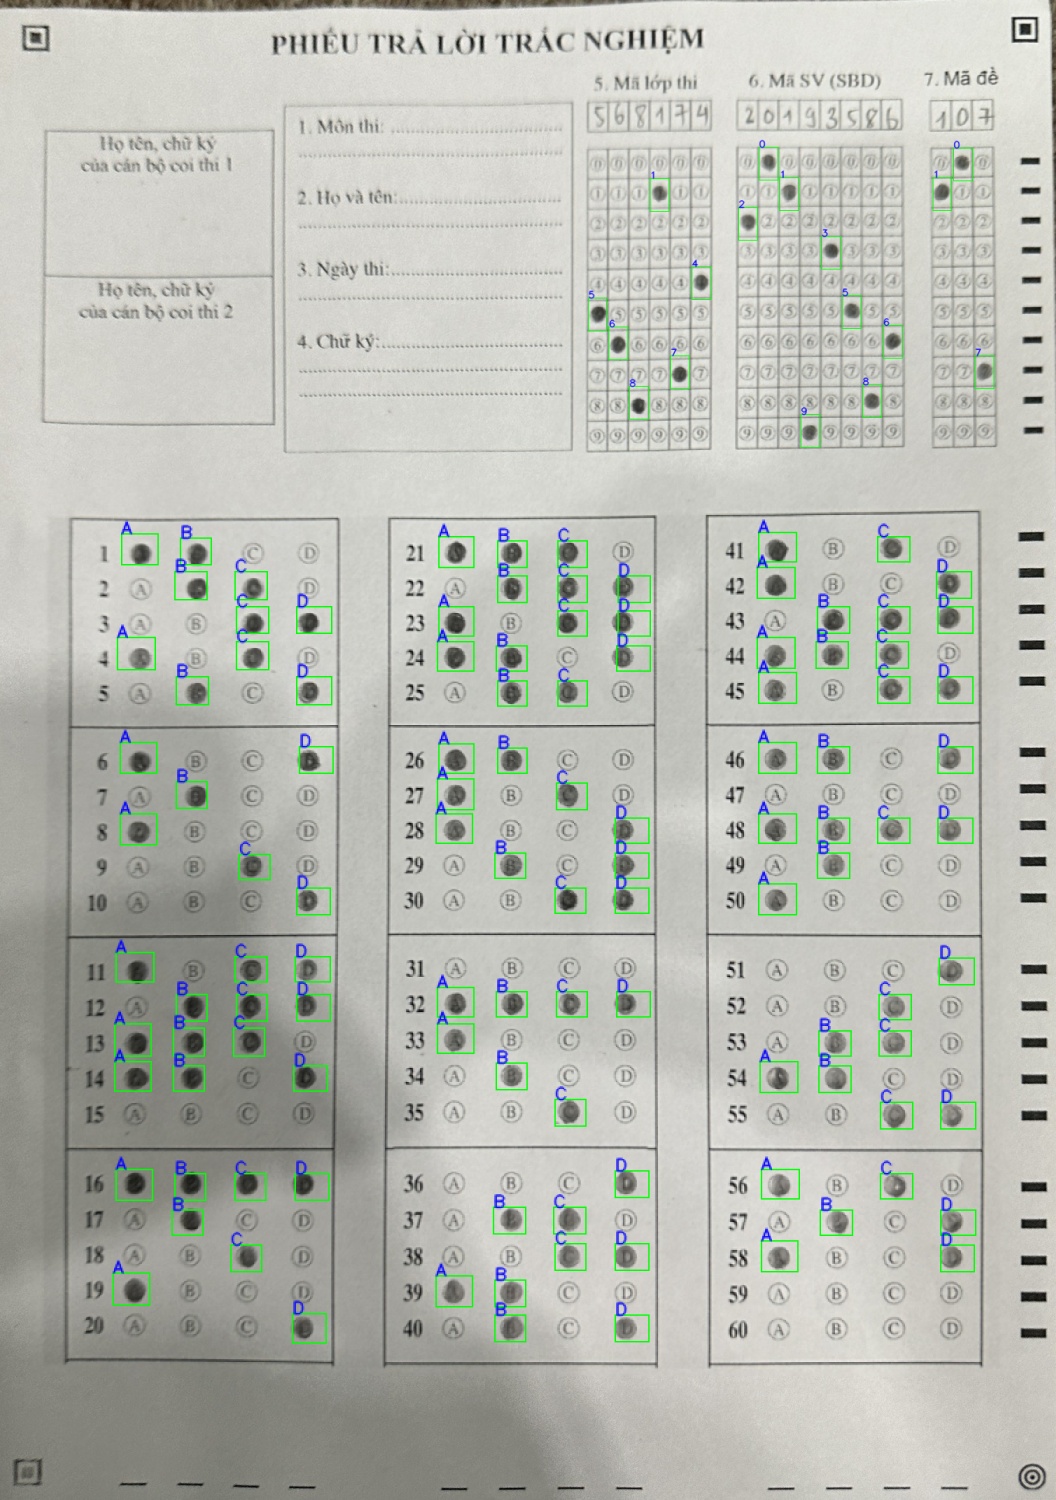 PHIẾU TRẢ LỜI TRẮC NGHIỆM
5. Mã lớp thi
6. Mã SV (SBD)
7. Mã đề
568174
20193586
107
Họ tên, chữ ký
của cán bộ coi thi 1
Họ tên, chữ ký
của cán bộ coi thi 2
1. Môn thi:
2. Họ và tên:
3. Ngày thi:
4. Chữ ký:
1 A B C D
2 A B C D
3 A B C D
4 A B C D
5 A B C D
6 A B C D
7 A B C D
8 A B C D
9 A B C D
10 A B C D
11 A B C D
12 A B C D
13 A B C D
14 A B C D
15 A B C D
16 A B C D
17 A B C D
18 A B C D
19 A B C D
20 A B C D
21 A B C D
22 A B C D
23 A B C D
24 A B C D
25 A B C D
26 A B C D
27 A B C D
28 A B C D
29 A B C D
30 A B C D
31 A B C D
32 A B C D
33 A B C D
34 A B C D
35 A B C D
36 A B C D
37 A B C D
38 A B C D
39 A B C D
40 A B C D
41 A B C D
42 A B C D
43 A B C D
44 A B C D
45 A B C D
46 A B C D
47 A B C D
48 A B C D
49 A B C D
50 A B C D
51 A B C D
52 A B C D
53 A B C D
54 A B C D
55 A B C D
56 A B C D
57 A B C D
58 A B C D
59 A B C D
60 A B C D